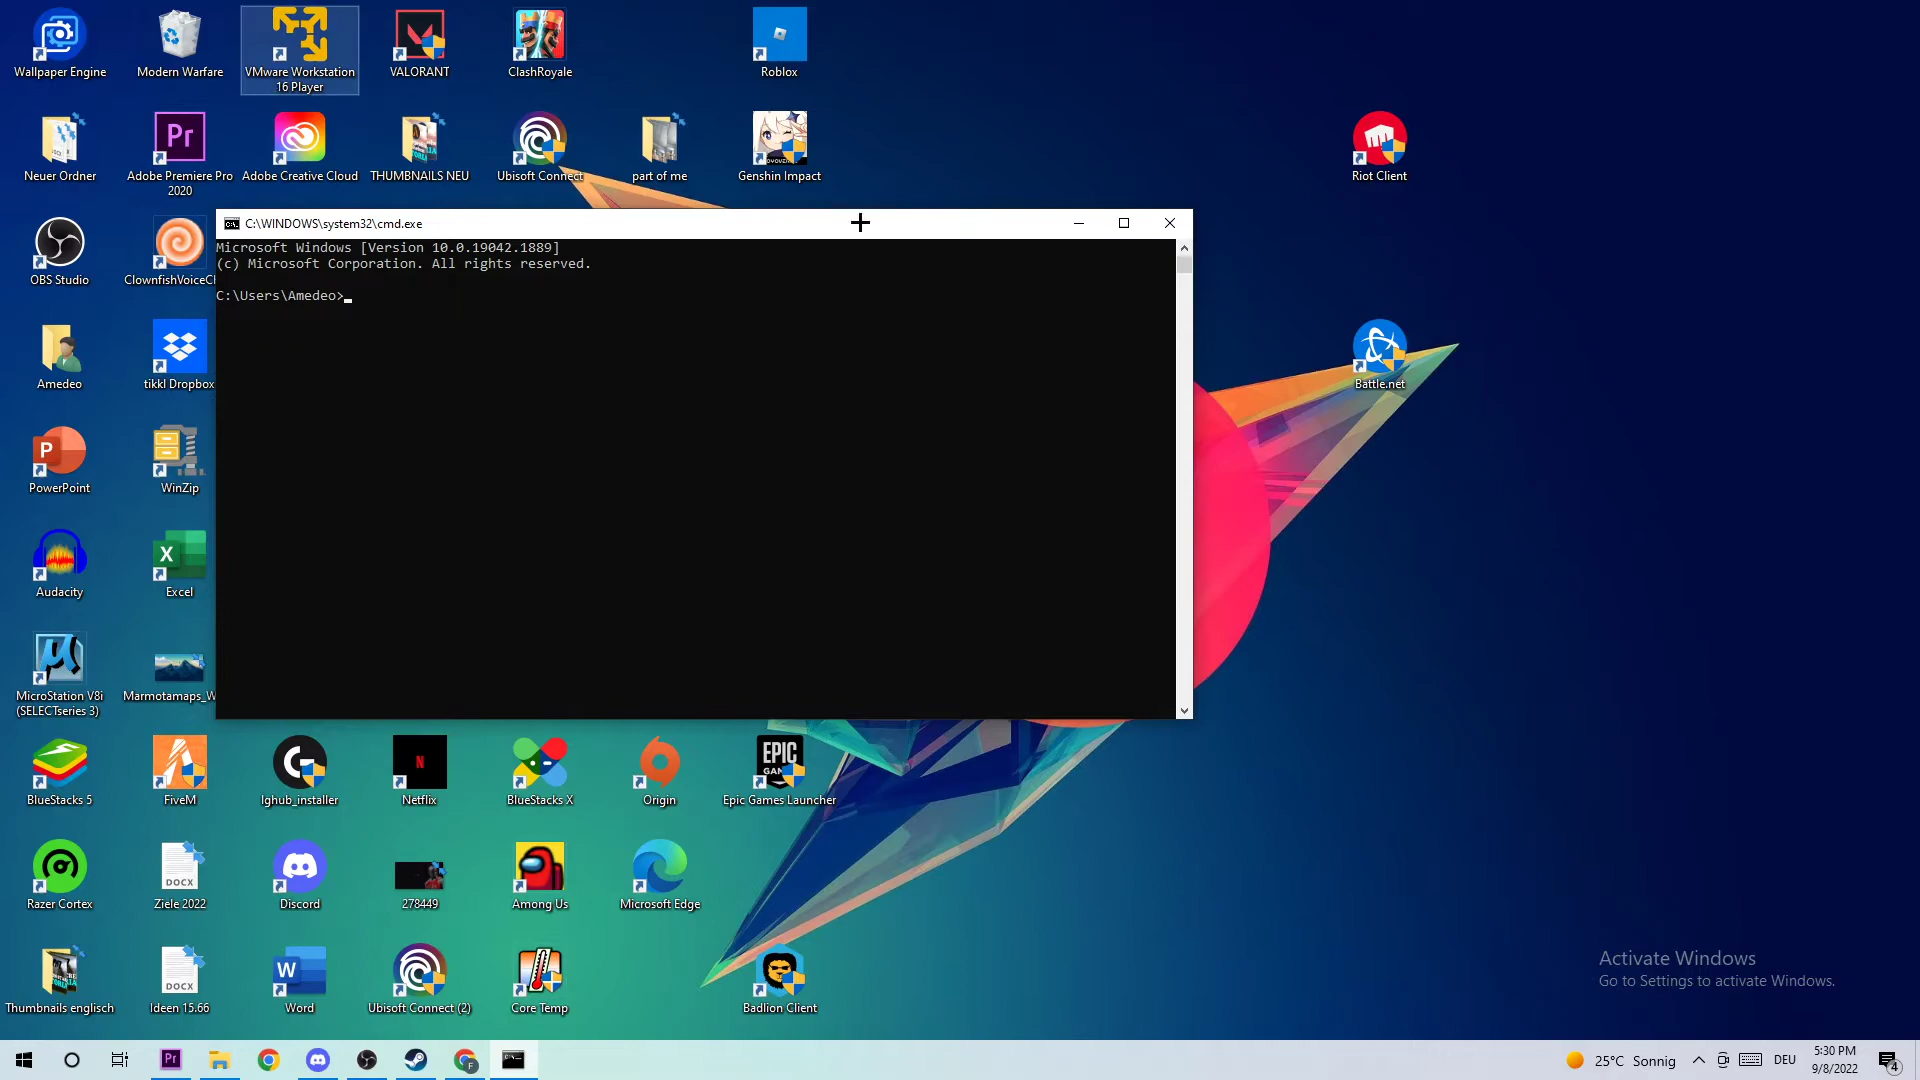 Wallpaper Engine
Modern Warfare
VMware Workstation
16 Player
VALORANT
ClashRoyale
Roblox
Neuer Ordner
Adobe Premiere Pro
2020
Adobe Creative Cloud
THUMBNAILS NEU
Ubisoft Connect
part of me
Genshin Impact
Riot Client
C:\WINDOWS\system32\cmd.exe
Microsoft Windows [Version 10.0.19042.1889]
(c) Microsoft Corporation. All rights reserved.
C:\Users\Amedeo>
OBS Studio
ClownfishVoiceCh
Amedeo
tikkl Dropbox
Battle.net
PowerPoint
WinZip
Audacity
Excel
MicroStation V8i
(SELECTseries 3)
Marmotamaps_W
BlueStacks 5
FiveM
lghub_installer
Netflix
BlueStacks X
Origin
EPIC
Epic Games Launcher
Razer Cortex
DOCX
Ziele 2022
Discord
278449
Among Us
Microsoft Edge
Activate Windows
Go to Settings to activate Windows.
Thumbnails englisch
DOCX
Ideen 15.66
Word
Ubisoft Connect (2)
Core Temp
Badlion Client
25°C Sonnig
DEU
5:30 PM
9/8/2022
4